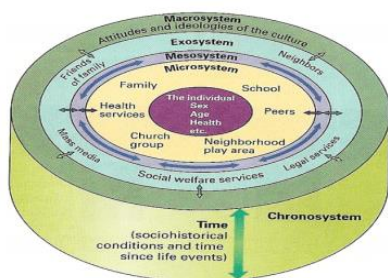 Macrosystem
Attitudes and ideologies of the culture
Exosystem
Friends of family
Neighbors
Mesosystem
Microsystem
Family
School
The individual
Sex
Age
Health
etc.
Health services
Peers
Church group
Neighborhood play area
Mass media
Social welfare services
Legal services
Time
(sociohistorical
conditions and time
since life events)
Chronosystem